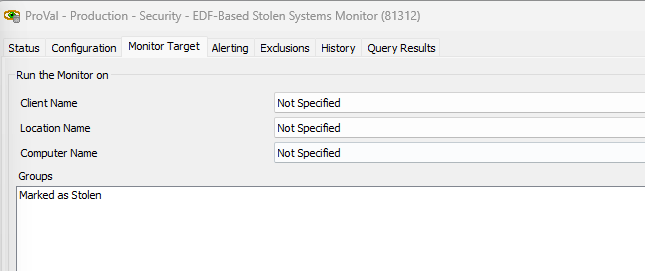 ProVal - Production - Security - EDF-Based Stolen Systems Monitor (81312)
Status Configuration Monitor Target Alerting Exclusions History Query Results
Run the Monitor on
Client Name Not Specified
Location Name Not Specified
Computer Name Not Specified
Groups
Marked as Stolen